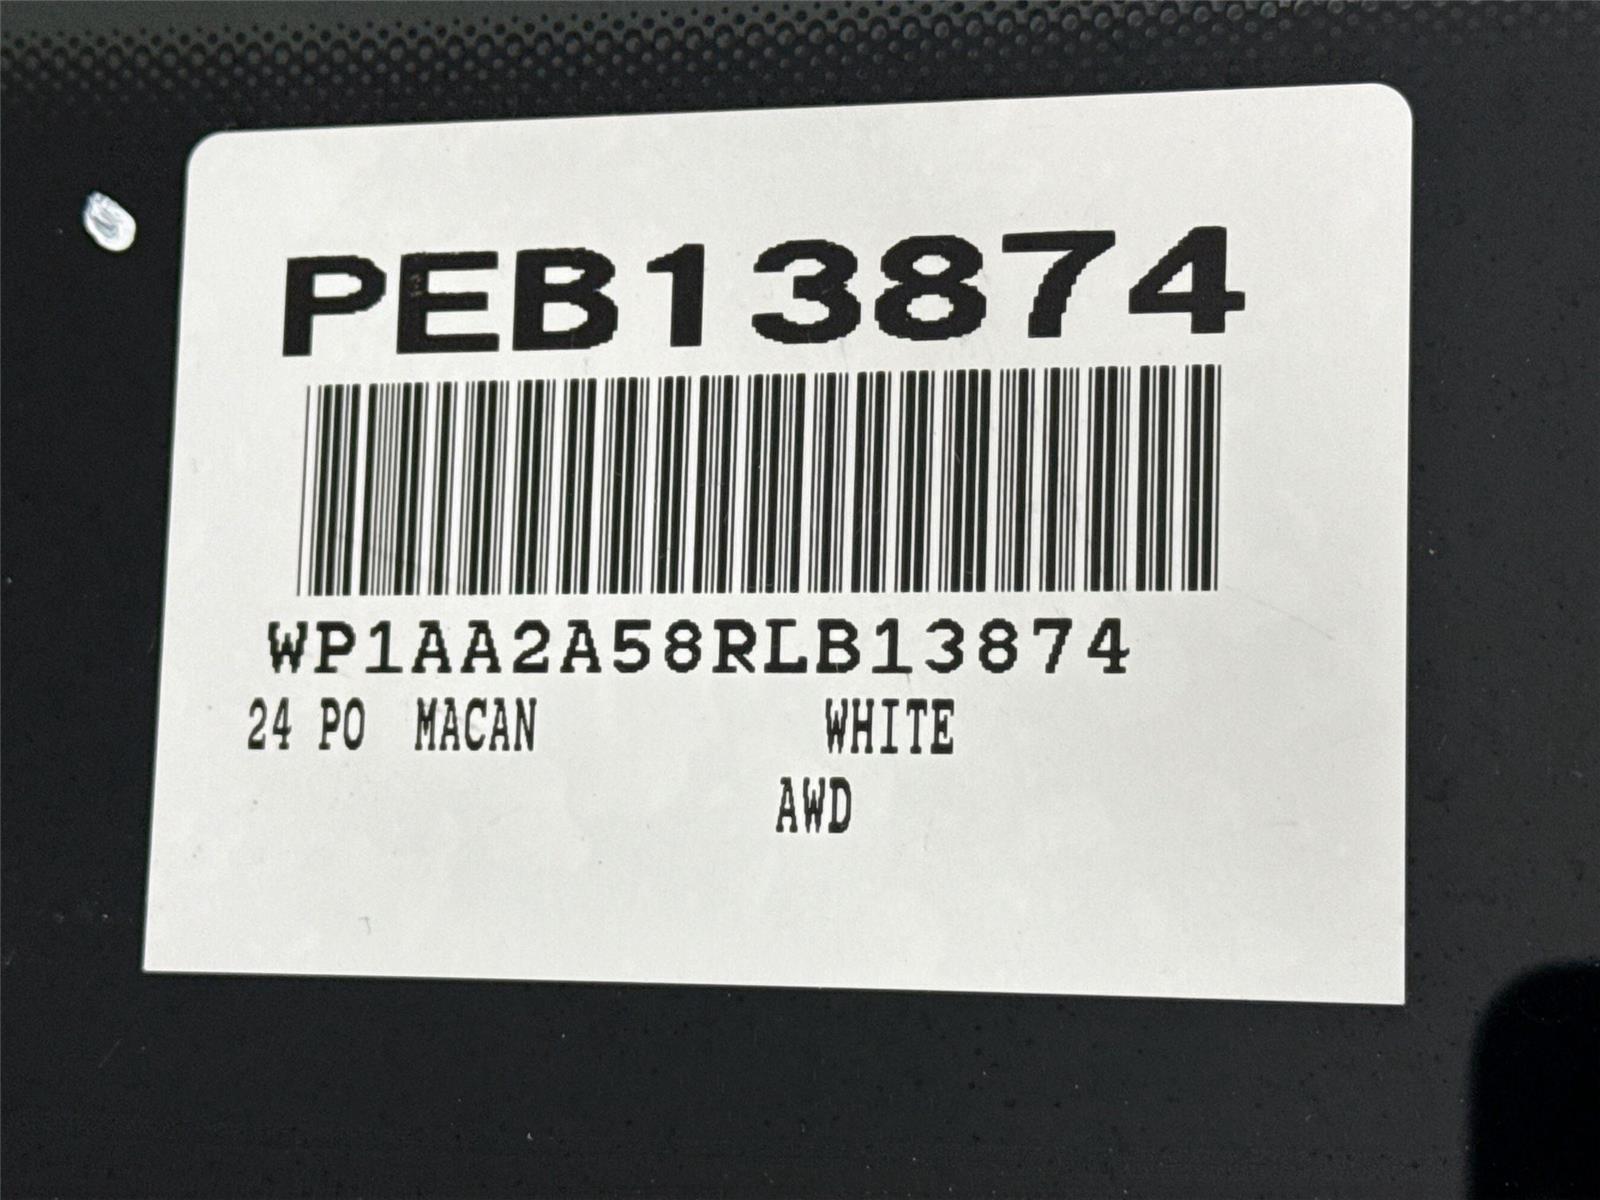 PEB13874
WP1AA2A58RLB13874
24 PO MACAN WHITE
AWD